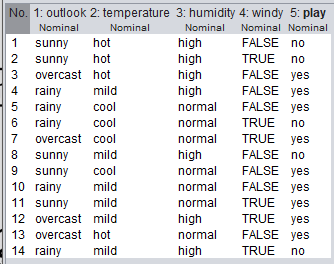 No. 1: outlook 2: temperature 3: humidity 4: windy 5: play
Nominal Nominal Nominal Nominal Nominal
1 sunny hot high FALSE no
2 sunny hot high TRUE no
3 overcast hot high FALSE yes
4 rainy mild high FALSE yes
5 rainy cool normal FALSE yes
6 rainy cool normal TRUE no
7 overcast cool normal TRUE yes
8 sunny mild high FALSE no
9 sunny cool normal FALSE yes
10 rainy mild normal FALSE yes
11 sunny mild normal TRUE yes
12 overcast mild high TRUE yes
13 overcast hot normal FALSE yes
14 rainy mild high TRUE no